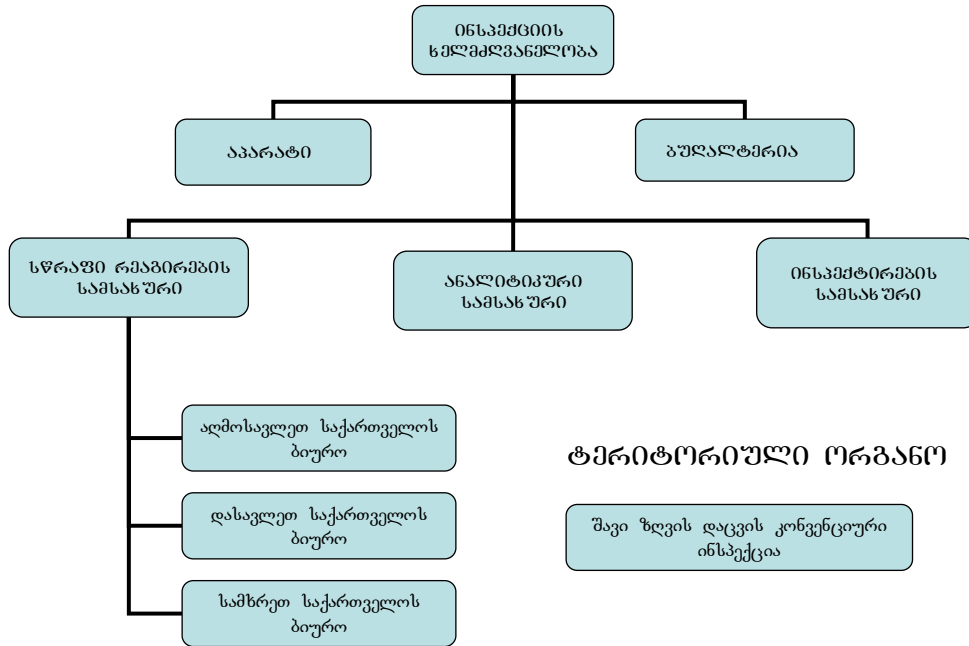 ინსპექციის
ხელმძღვანელობა
აპარატი
ბუღალტერია
სწრაფი რეაგირების
სამსახური
ანალიტიკური
სამსახური
ინსპექტირების
სამსახური
აღმოსავლეთ საქართველოს
ბიურო
დასავლეთ საქართველოს
ბიურო
სამხრეთ საქართველოს
ბიურო
ტერიტორიული ორგანო
შავი ზღვის დაცვის კონვენციური
ინსპექცია